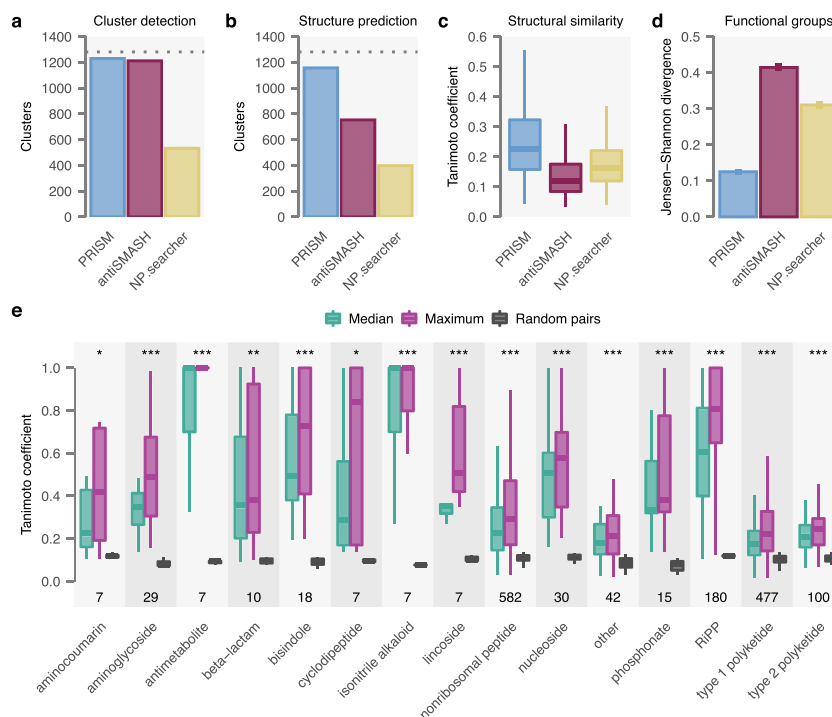 a Cluster detection
Clusters
1400
1200
1000
800
600
400
200
0
PRISM
antiSMASH
NP.searcher
b Structure prediction
Clusters
1400
1200
1000
800
600
400
200
0
PRISM
antiSMASH
NP.searcher
c Structural similarity
Tanimoto coefficient
0.6
0.5
0.4
0.3
0.2
0.1
0.0
PRISM
antiSMASH
NP.searcher
d Functional groups
Jensen−Shannon divergence
0.5
0.4
0.3
0.2
0.1
0.0
PRISM
antiSMASH
NP.searcher
e
Median Maximum Random pairs
* *** *** ** *** * *** *** *** *** *** *** *** *** ***
Tanimoto coefficient
1.0
0.8
0.6
0.4
0.2
0.0
7 29 7 10 18 7 7 7 582 30 42 15 180 477 100
aminocoumarin
aminoglycoside
antimetabolite
beta−lactam
bisindole
cyclodipeptide
isonitrile alkaloid
lincoside
nonribosomal peptide
nucleoside
other
phosphonate
RiPP
type 1 polyketide
type 2 polyketide